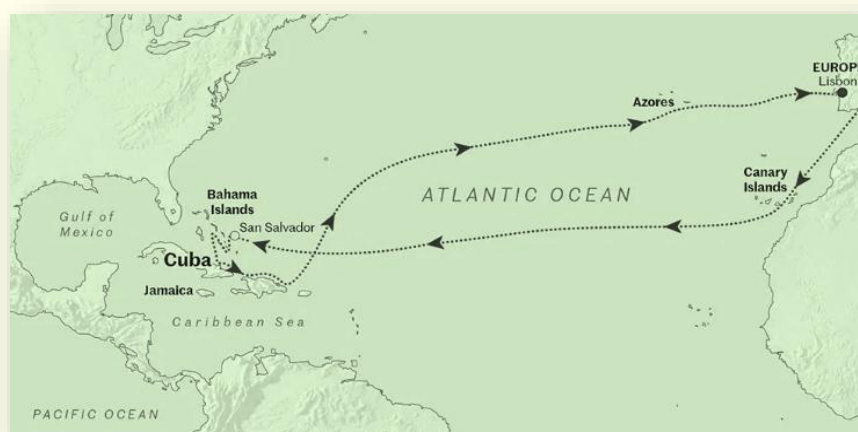 EUROP
Lisbon
Azores
Canary
Islands
ATLANTIC OCEAN
Bahama
Islands
San Salvador
Gulf of
Mexico
Cuba
Jamaica
Caribbean Sea
PACIFIC OCEAN